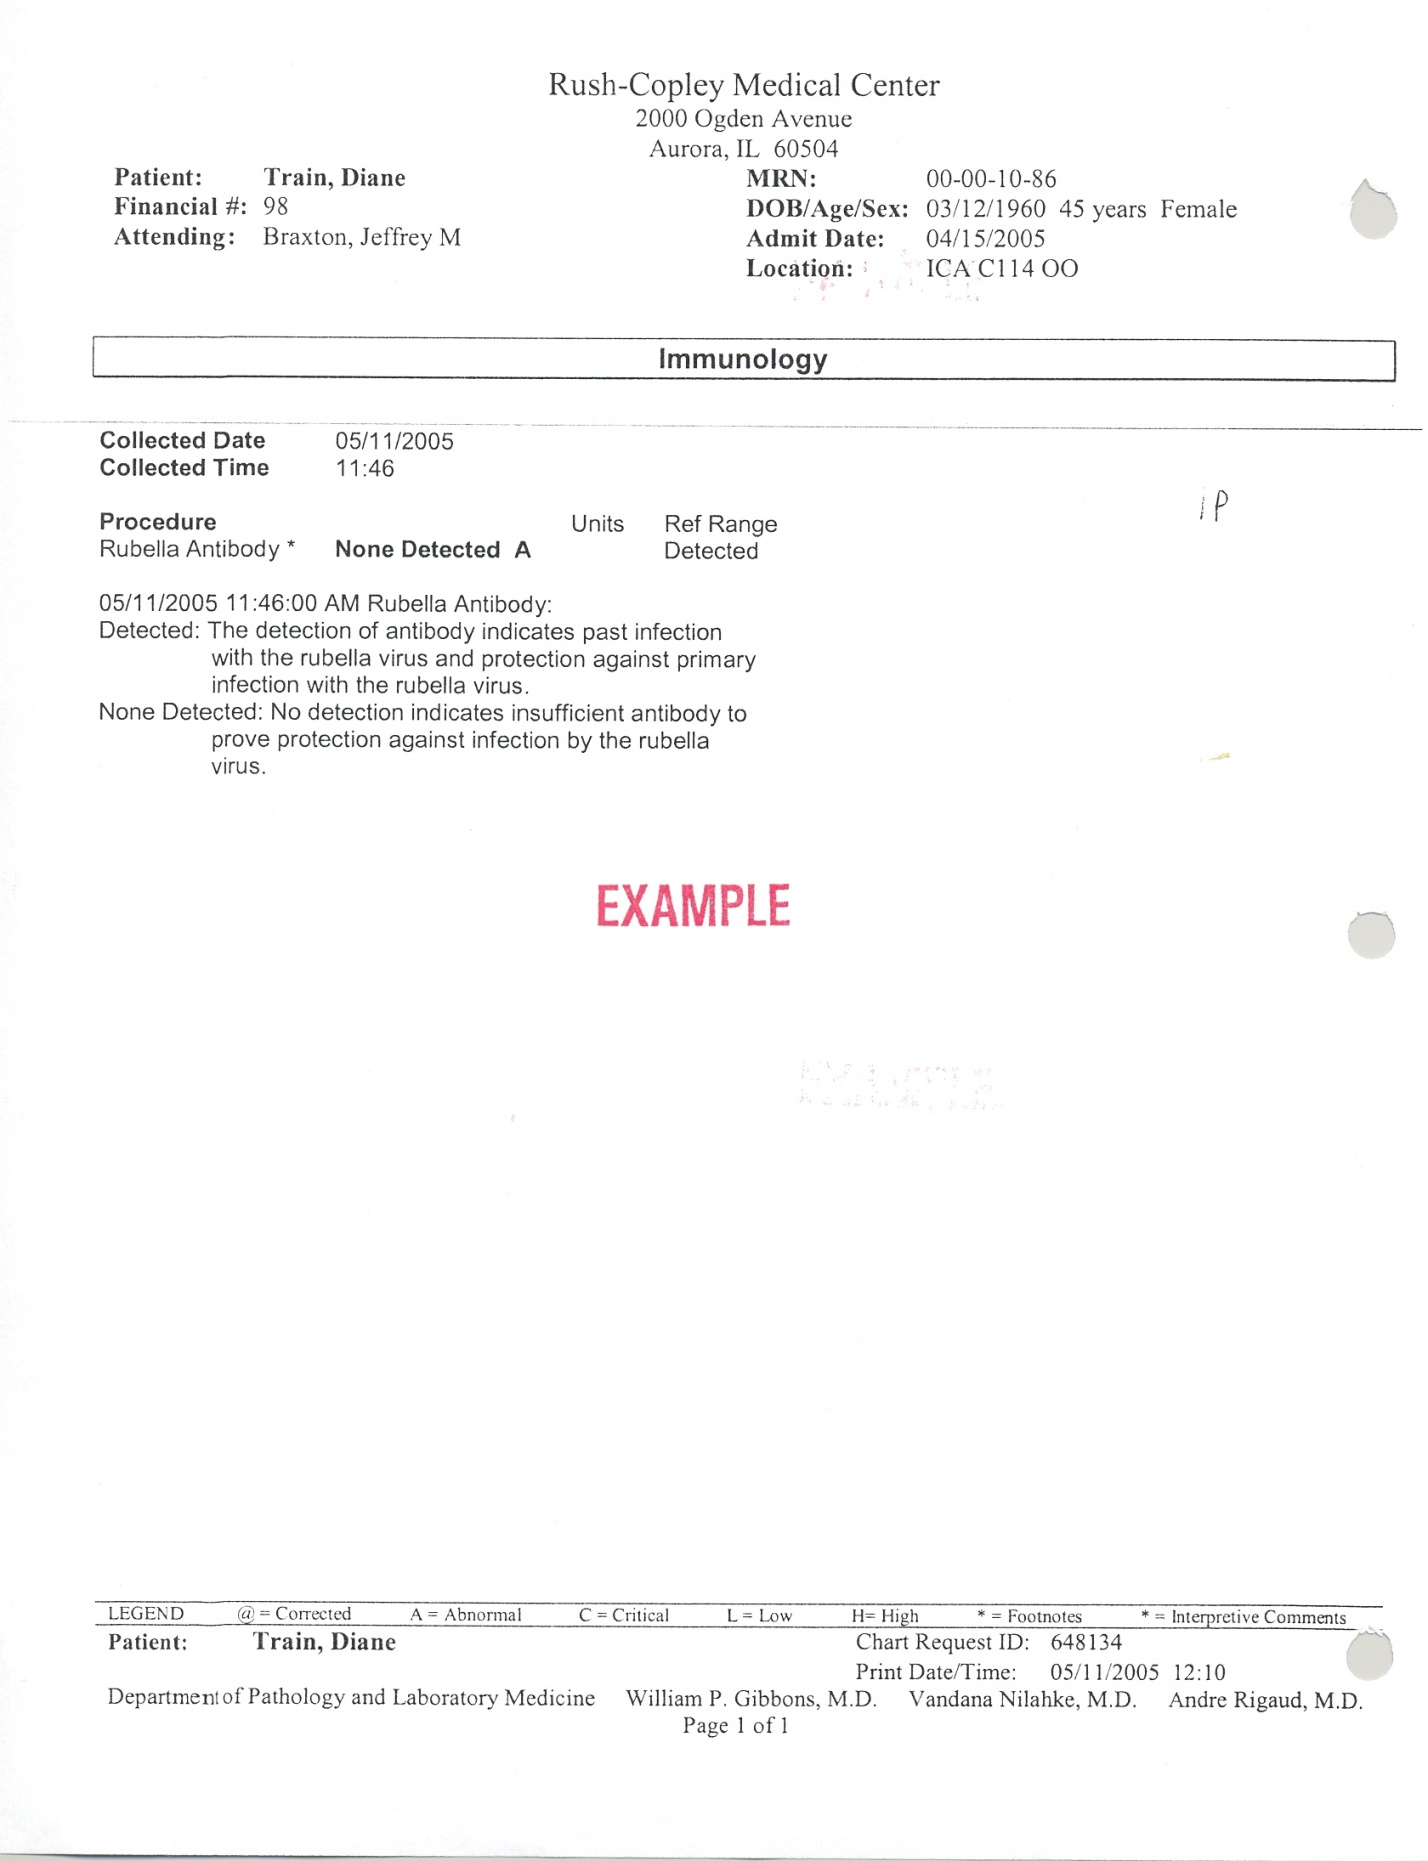 Rush-Copley Medical Center
2000 Ogden Avenue
Aurora, IL 60504
Patient: Train, Diane MRN: 00-00-10-86
Financial #: 98 DOB/Age/Sex: 03/12/1960 45 years Female
Attending: Braxton, Jeffrey M Admit Date: 04/15/2005
Location: ICA C114 OO
Immunology
Collected Date 05/11/2005
Collected Time 11:46
IP
Procedure Units Ref Range
Rubella Antibody * None Detected A Detected
05/11/2005 11:46:00 AM Rubella Antibody:
Detected: The detection of antibody indicates past infection
with the rubella virus and protection against primary
infection with the rubella virus.
None Detected: No detection indicates insufficient antibody to
prove protection against infection by the rubella
virus.
EXAMPLE
LEGEND @ = Corrected A = Abnormal C = Critical L = Low H= High * = Footnotes * = Interpretive Comments
Patient: Train, Diane Chart Request ID: 648134
Print Date/Time: 05/11/2005 12:10
Department of Pathology and Laboratory Medicine William P. Gibbons, M.D. Vandana Nilahke, M.D. Andre Rigaud, M.D.
Page 1 of 1